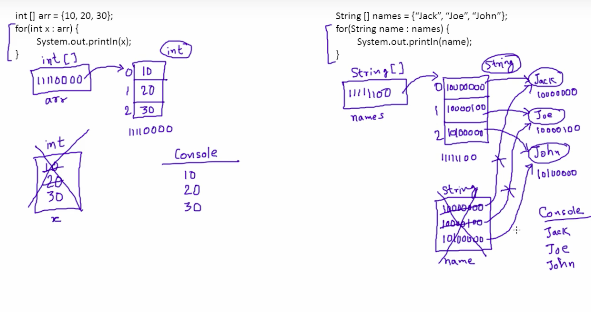 int [] arr = {10, 20, 30};
for(int x : arr) {
System.out.println(x);
}
int[]
11110000
arr
int
0 10
1 20
2 30
11110000
int
10
20
30
x
Console
10
20
30
String [] names = {“Jack”, “Joe”, “John”};
for(String name : names) {
System.out.println(name);
}
String[]
11111100
names
String
0 10000000
1 10000100
2 10100000
11111100
Jack
10000000
Joe
10000100
John
10100000
String
10000000
10000100
10100000
name
Console
Jack
Joe
John